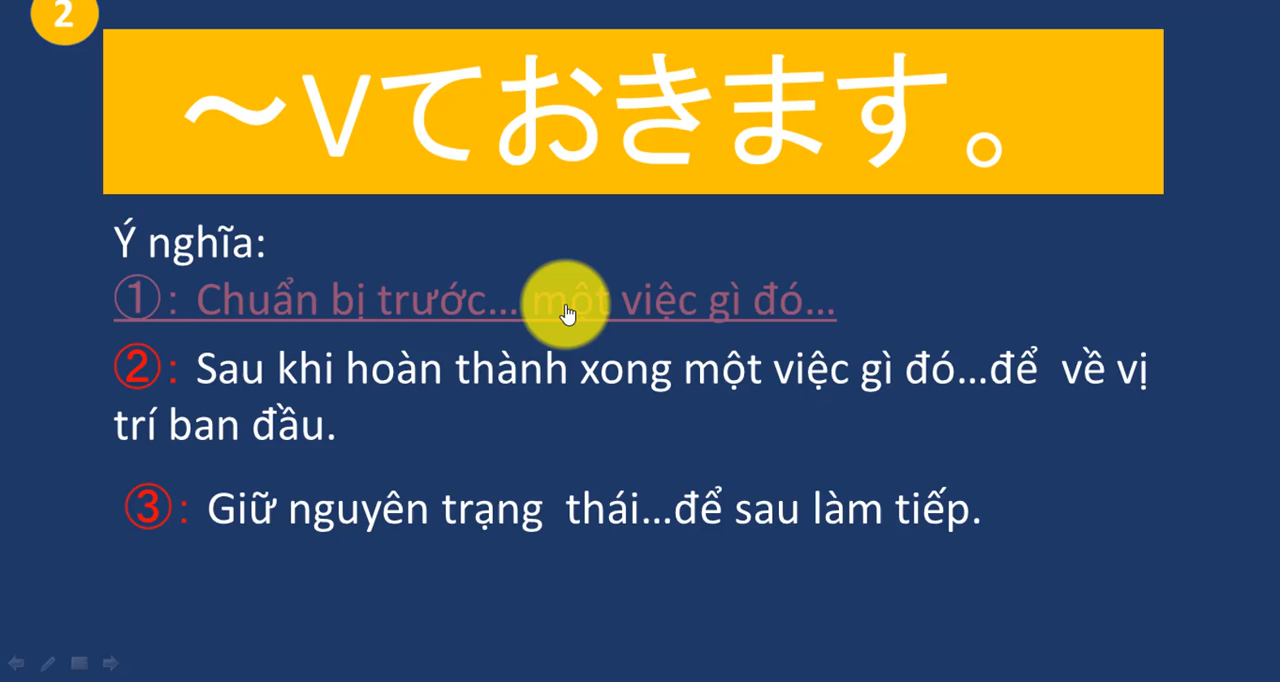 2
～Vておきます。
Ý nghĩa:
①: Chuẩn bị trước... một việc gì đó...
②: Sau khi hoàn thành xong một việc gì đó...để về vị
trí ban đầu.
③: Giữ nguyên trạng thái...để sau làm tiếp.